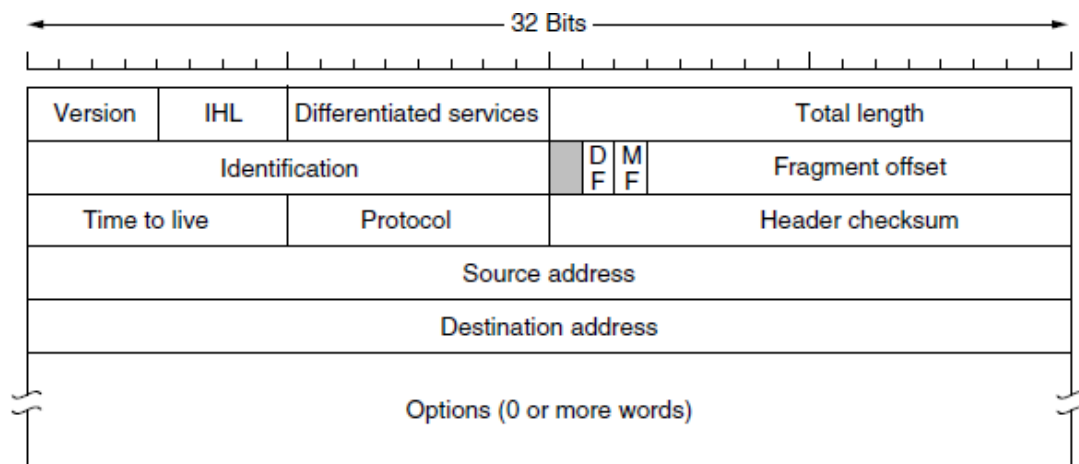 32 Bits
Version IHL Differentiated services Total length
Identification D F M F Fragment offset
Time to live Protocol Header checksum
Source address
Destination address
Options (0 or more words)